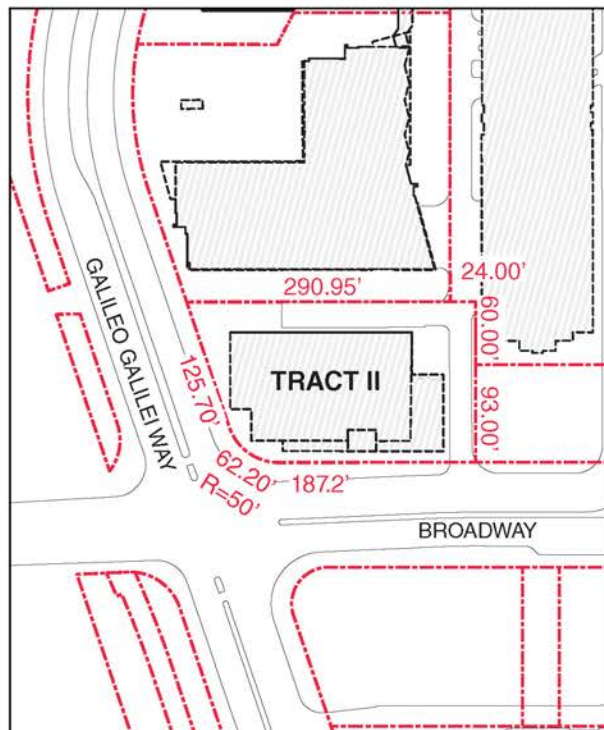 290.95'
24.00'
60.00'
93.00'
GALILEO GALILEI WAY
125.70'
TRACT II
62.20'
R=50'
187.2'
BROADWAY